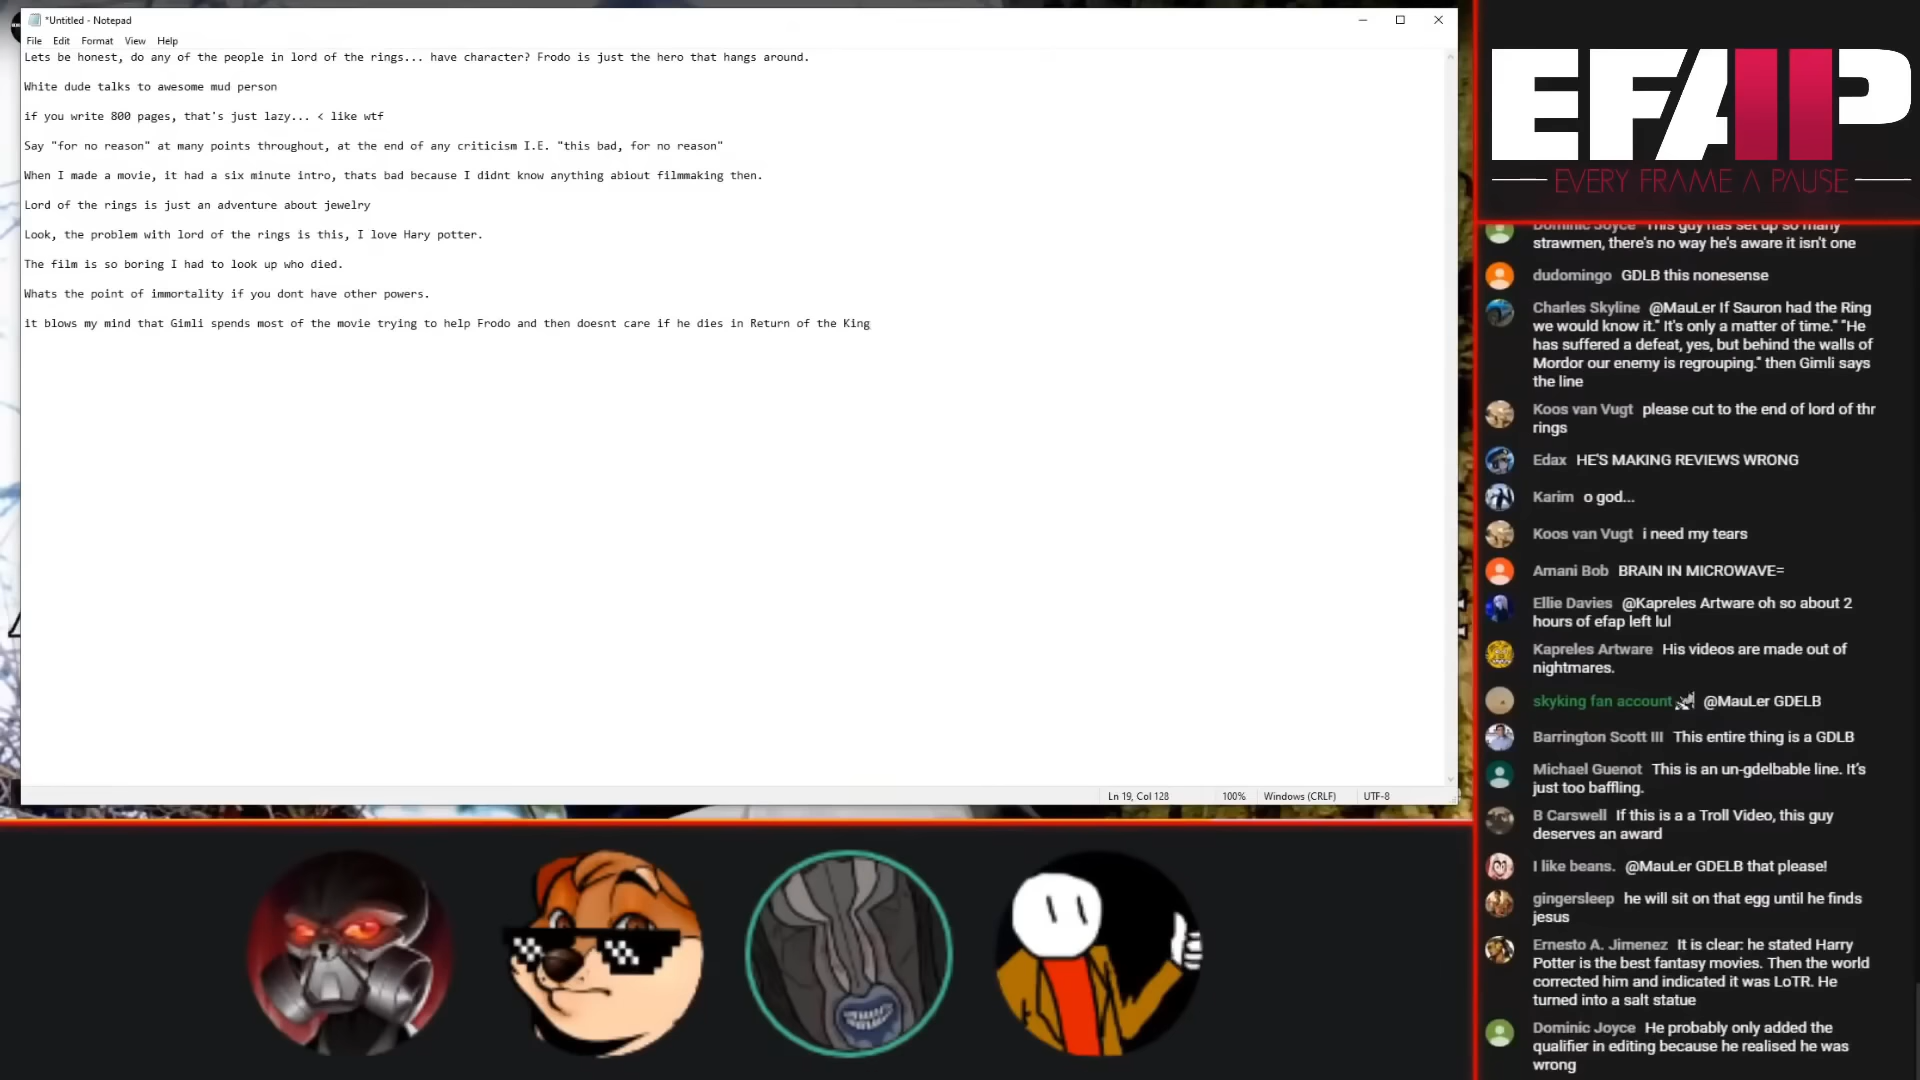 *Untitled - Notepad
File Edit Format View Help
Lets be honest, do any of the people in lord of the rings... have character? Frodo is just the hero that hangs around.
White dude talks to awesome mud person
if you write 800 pages, that's just lazy... < like wtf
Say "for no reason" at many points throughout, at the end of any criticism I.E. "this bad, for no reason"
When I made a movie, it had a six minute intro, thats bad because I didnt know anything abiout filmmaking then.
Lord of the rings is just an adventure about jewelry
Look, the problem with lord of the rings is this, I love Hary potter.
The film is so boring I had to look up who died.
Whats the point of immortality if you dont have other powers.
it blows my mind that Gimli spends most of the movie trying to help Frodo and then doesnt care if he dies in Return of the King
Ln 19, Col 128 100% Windows (CRLF) UTF-8
EFAP
EVERY FRAME A PAUSE
Dominic Joyce This guy has set up so many
strawmen, there's no way he's aware it isn't one
dudomingo GDLB this nonesense
Charles Skyline @MauLer If Sauron had the Ring
we would know it." It's only a matter of time." "He
has suffered a defeat, yes, but behind the walls of
Mordor our enemy is regrouping." then Gimli says
the line
Koos van Vugt please cut to the end of lord of thr
rings
Edax HE'S MAKING REVIEWS WRONG
Karim o god...
Koos van Vugt i need my tears
Amani Bob BRAIN IN MICROWAVE=
Ellie Davies @Kapreles Artware oh so about 2
hours of efap left lul
Kapreles Artware His videos are made out of
nightmares.
skyking fan account @MauLer GDELB
Barrington Scott III This entire thing is a GDLB
Michael Guenot This is an un-gdelbable line. It's
just too baffling.
B Carswell If this is a a Troll Video, this guy
deserves an award
I like beans. @MauLer GDELB that please!
gingersleep he will sit on that egg until he finds
jesus
Ernesto A. Jimenez It is clear: he stated Harry
Potter is the best fantasy movies. Then the world
corrected him and indicated it was LoTR. He
turned into a salt statue
Dominic Joyce He probably only added the
qualifier in editing because he realised he was
wrong